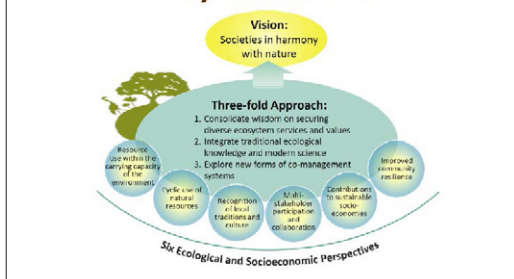 Vision:
Societies in harmony
with nature
Three-fold Approach:
1. Consolidate wisdom on securing
diverse ecosystem services and values
2. Integrate traditional ecological
knowledge and modern science
3. Explore new forms of co-management
systems
Resource
use within the
carrying capacity
of the
environment
Cyclic use of
natural
resources
Recognition
of local
traditions and
culture
Multi-
stakeholder
participation
and
collaboration
Contributions
to sustainable
socio-
economies
Improved
community
resilience
Six Ecological and Socioeconomic Perspectives